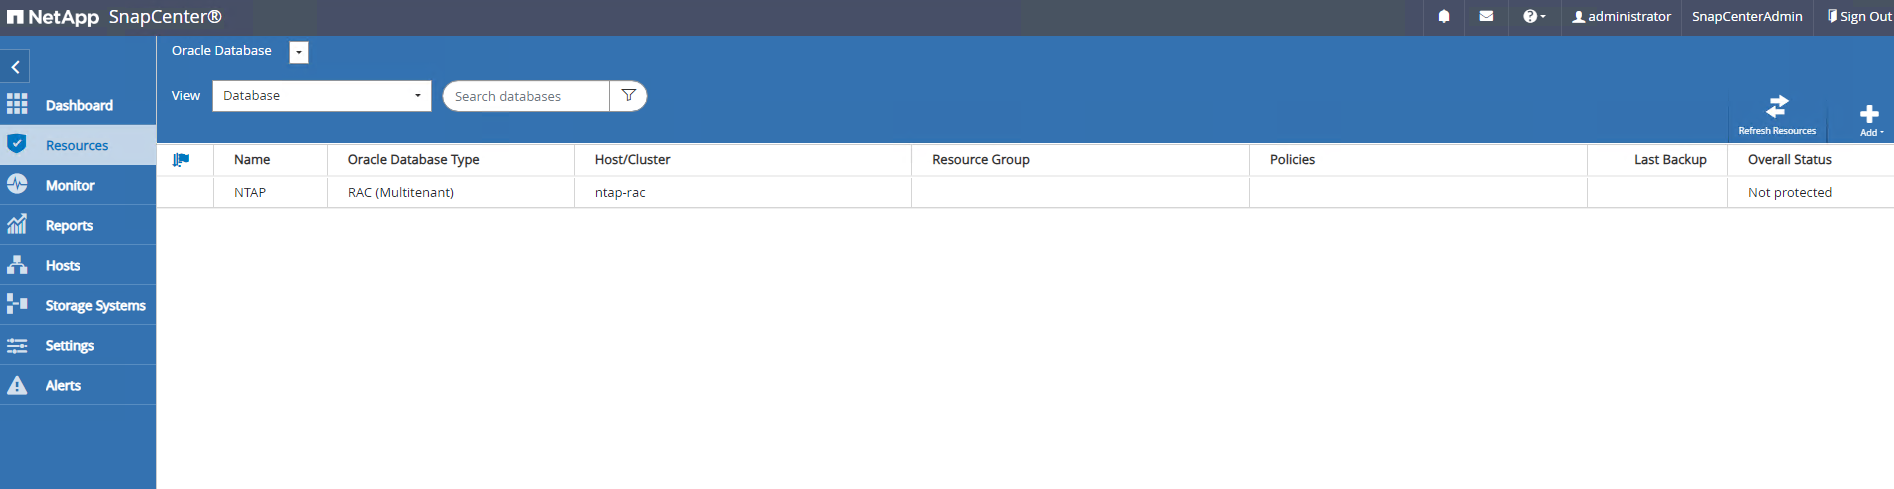 NetApp SnapCenter®
administrator
SnapCenterAdmin
Sign Out
Oracle Database
View
Database
Search databases
Refresh Resources
Add
Dashboard
Resources
Monitor
Reports
Hosts
Storage Systems
Settings
Alerts
Name Oracle Database Type Host/Cluster Resource Group Policies Last Backup Overall Status
NTAP RAC (Multitenant) ntap-rac Not protected